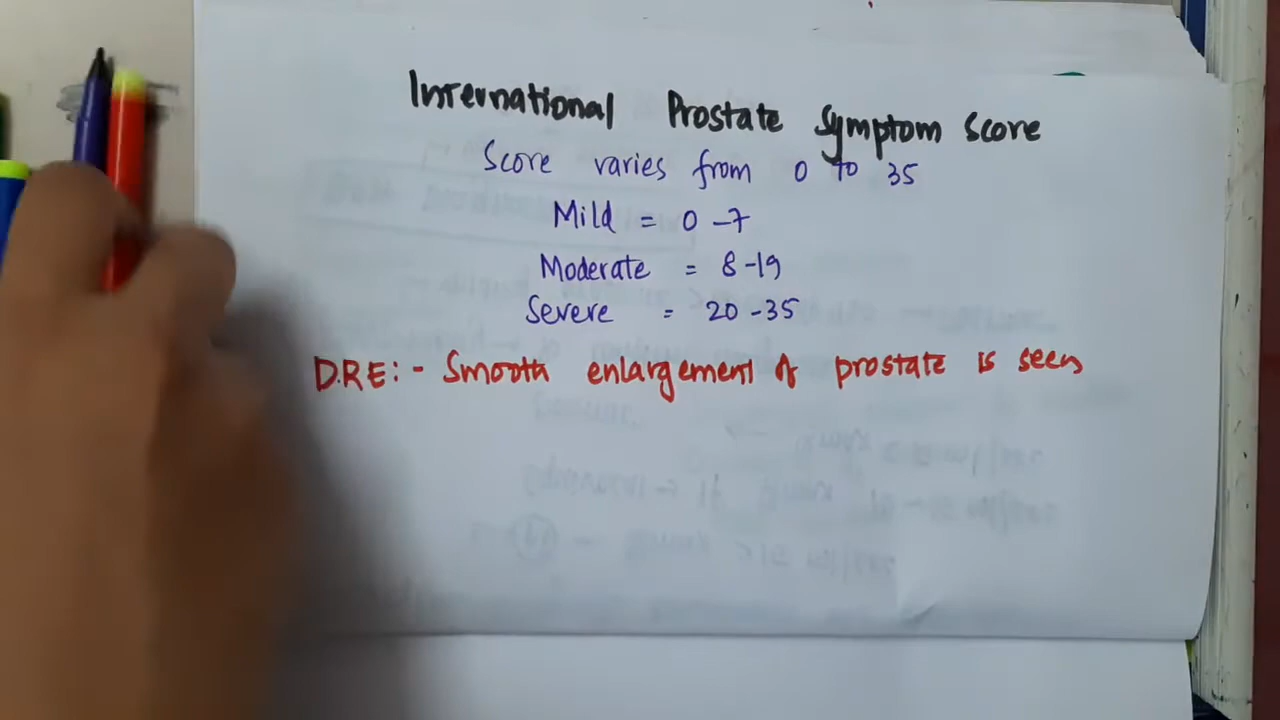 International Prostate Symptom Score
Score varies from 0 to 35
Mild = 0 - 7
Moderate = 8 - 19
Severe = 20 - 35
D.R.E: - Smooth enlargement of prostate is seen